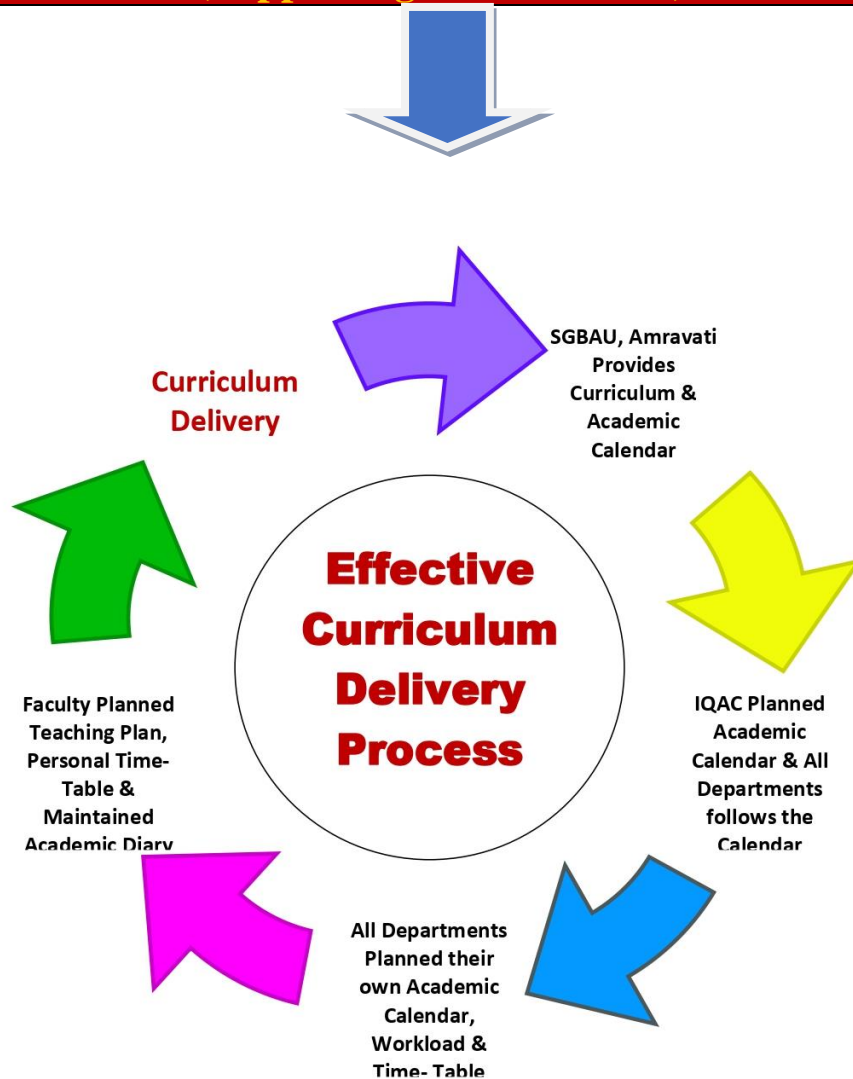 Curriculum
Delivery
SGBAU, Amravati
Provides
Curriculum &
Academic
Calendar
Effective
Curriculum
Delivery
Process
IQAC Planned
Academic
Calendar & All
Departments
follows the
Calendar
All Departments
Planned their
own Academic
Calendar,
Workload &
Time- Table
Faculty Planned
Teaching Plan,
Personal Time-
Table &
Maintained
Academic Diary